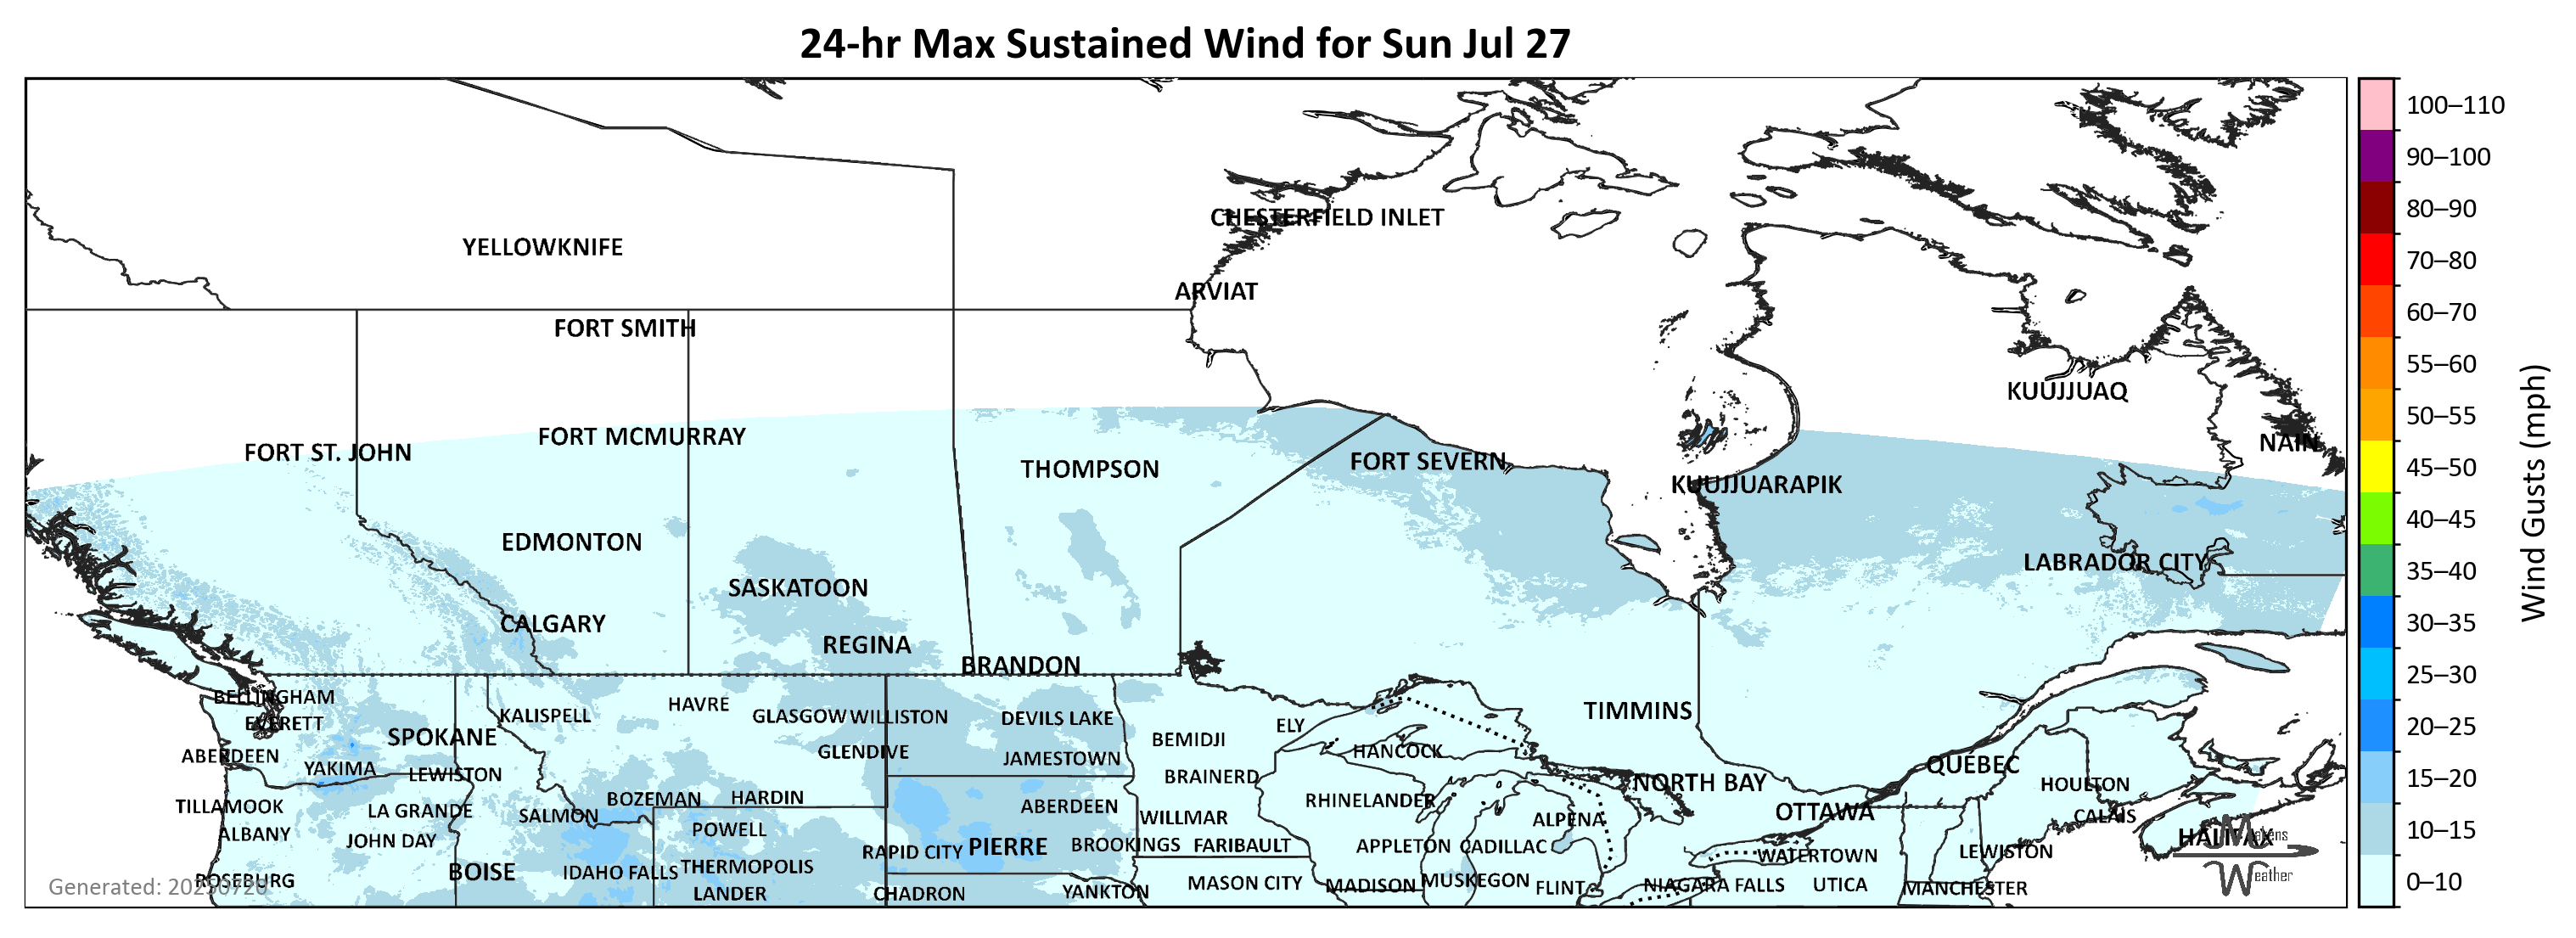 24-hr Max Sustained Wind for Sun Jul 27
100–110
90–100
80–90
CHESTERFIELD INLET
YELLOWKNIFE
70–80
ARVIAT
60–70
FORT SMITH
55–60
KUUJJUAQ
50–55
FORT MCMURRAY
NAIN
FORT ST. JOHN
FORT SEVERN
45–50
THOMPSON
KUUJJUARAPIK
40–45
EDMONTON
LABRADOR CITY
35–40
SASKATOON
CALGARY
30–35
REGINA
BRANDON
25–30
Wind Gusts (mph)
BELLINGHAM
HAVRE
TIMMINS
KALISPELL
GLASGOW
WILLISTON
DEVILS LAKE
EVERETT
ELY
20–25
SPOKANE
BEMIDJI
GLENDIVE
HANCOCK
ABERDEEN
JAMESTOWN
QUÉBEC
YAKIMA
LEWISTON
BRAINERD
15–20
NORTH BAY
HOULTON
BOZEMAN
HARDIN
RHINELANDER
TILLAMOOK
ABERDEEN
LA GRANDE
OTTAWA
SALMON
CALAIS
WILLMAR
ALPENA
POWELL
10–15
ALBANY
HALIFAX
Makens
JOHN DAY
PIERRE
BROOKINGS
FARIBAULT
APPLETON
CADILLAC
RAPID CITY
LEWISTON
WATERTOWN
THERMOPOLIS
BOISE
IDAHO FALLS
Weather
ROSEBURG
MUSKEGON
0–10
MASON CITY
MADISON
NIAGARA FALLS
UTICA
Generated: 20250720
FLINT
MANCHESTER
YANKTON
LANDER
CHADRON